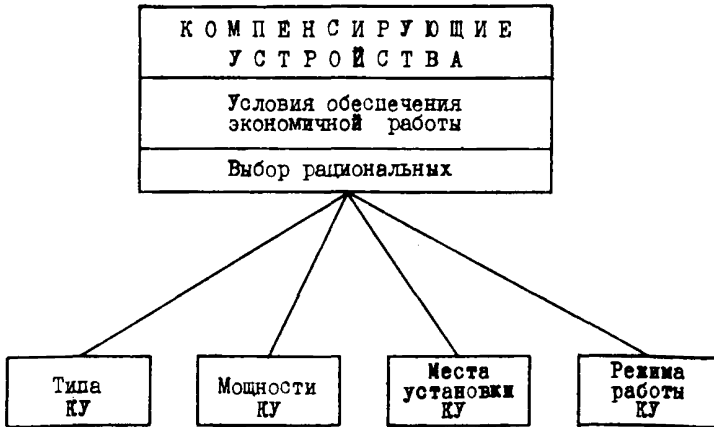 КОМПЕНСИРУЮЩИЕ
УСТРОЙСТВА
Условия обеспечения
экономичной работы
Выбор рациональных
Типа
КУ
Мощности
КУ
Места
установки
КУ
Режима
работы
КУ